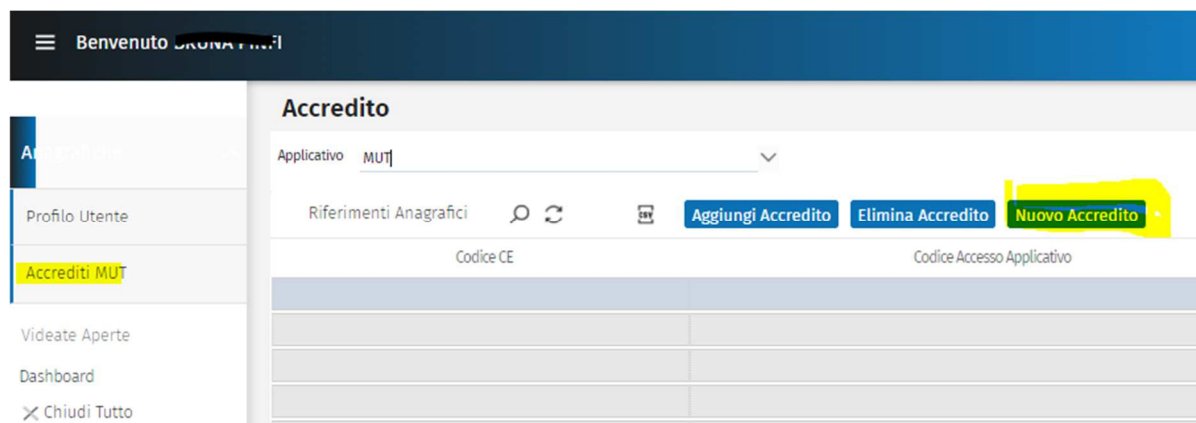 Benvenuto
Accredito
Applicativo MUT
Profilo Utente
Riferimenti Anagrafici CSV Aggiungi Accredito Elimina Accredito Nuovo Accredito
Codice CE Codice Accesso Applicativo
Accrediti MUT
Videate Aperte
Dashboard
Chiudi Tutto